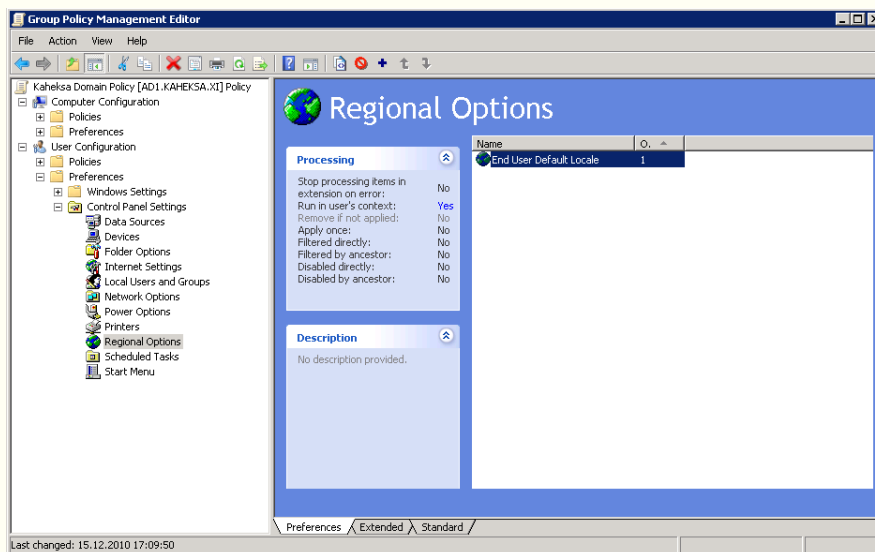 Group Policy Management Editor
File Action View Help
Kaheksa Domain Policy [AD1.KAHEKSA.XI] Policy
Computer Configuration
Policies
Preferences
User Configuration
Policies
Preferences
Windows Settings
Control Panel Settings
Data Sources
Devices
Folder Options
Internet Settings
Local Users and Groups
Network Options
Power Options
Printers
Regional Options
Scheduled Tasks
Start Menu
Regional Options
Processing
Stop processing items in
extension on error: No
Run in user's context: Yes
Remove if not applied: No
Apply once: No
Filtered directly: No
Filtered by ancestor: No
Disabled directly: No
Disabled by ancestor: No
Description
No description provided.
Name O.
End User Default Locale 1
Preferences Extended Standard
Last changed: 15.12.2010 17:09:50